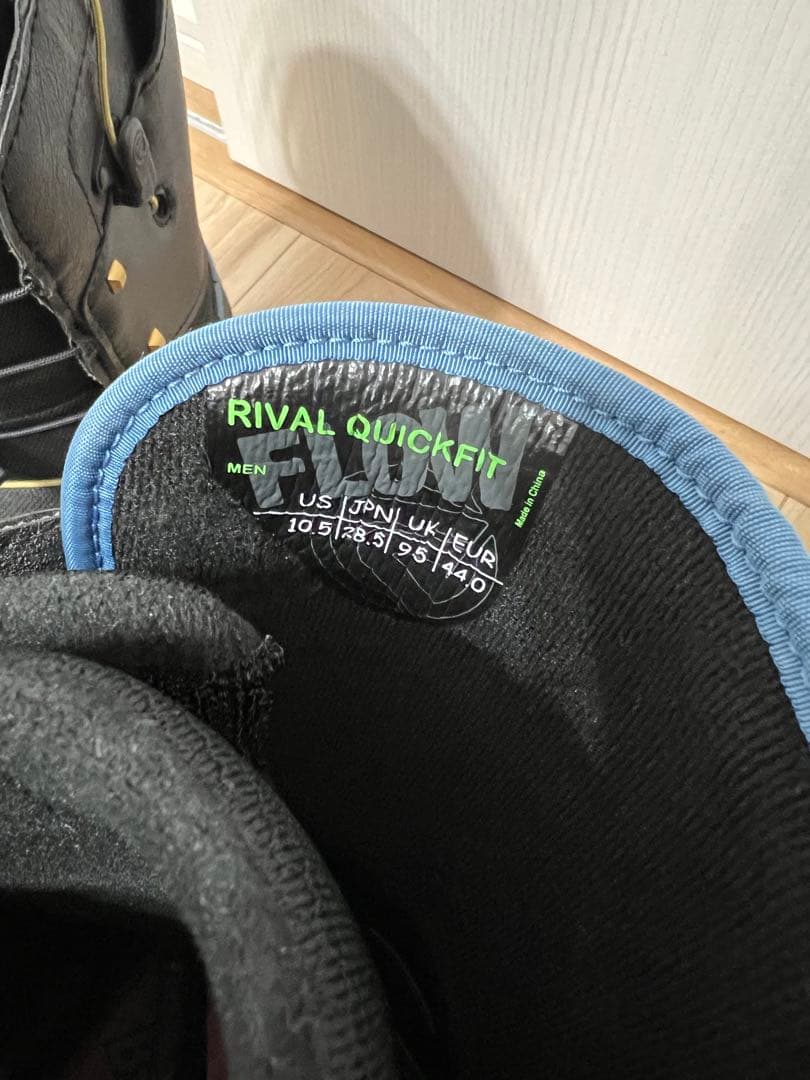 RIVAL QUICKFIT
FLOW
MEN
US JPN UK EUR
10.5 28.5 9.5 44.0
Made in China